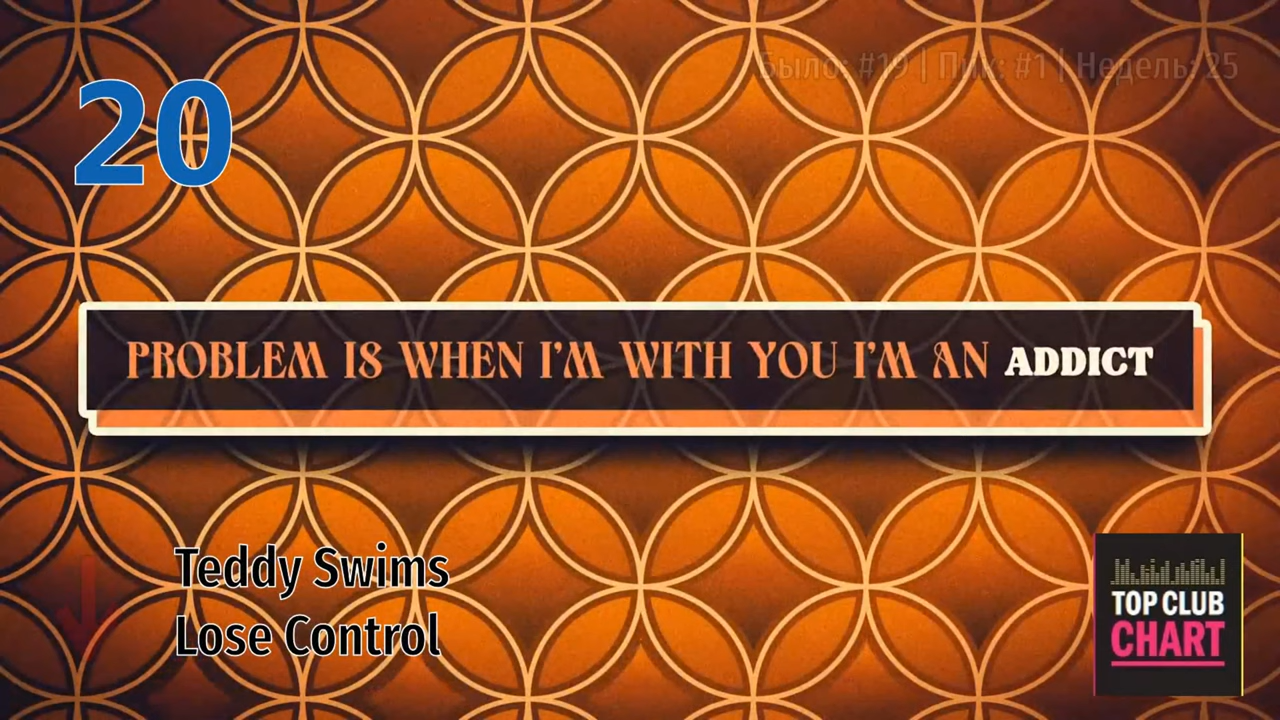 Было: #19 | Пик: #1 | Недель: 25
20
PROBLEM IS WHEN I'M WITH YOU I'M AN ADDICT
Teddy Swims
Lose Control
TOP CLUB
CHART